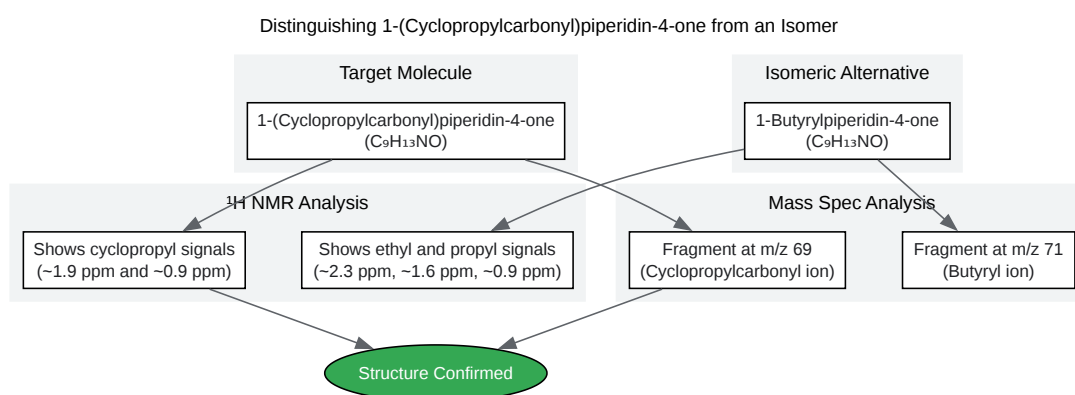 Distinguishing 1-(Cyclopropylcarbonyl)piperidin-4-one from an Isomer
Target Molecule
Isomeric Alternative
1-(Cyclopropylcarbonyl)piperidin-4-one
(C₉H₁₃NO)
1-Butyrylpiperidin-4-one
(C₉H₁₃NO)
¹H NMR Analysis
Mass Spec Analysis
Shows cyclopropyl signals
(~1.9 ppm and ~0.9 ppm)
Shows ethyl and propyl signals
(~2.3 ppm, ~1.6 ppm, ~0.9 ppm)
Fragment at m/z 69
(Cyclopropylcarbonyl ion)
Fragment at m/z 71
(Butyryl ion)
Structure Confirmed